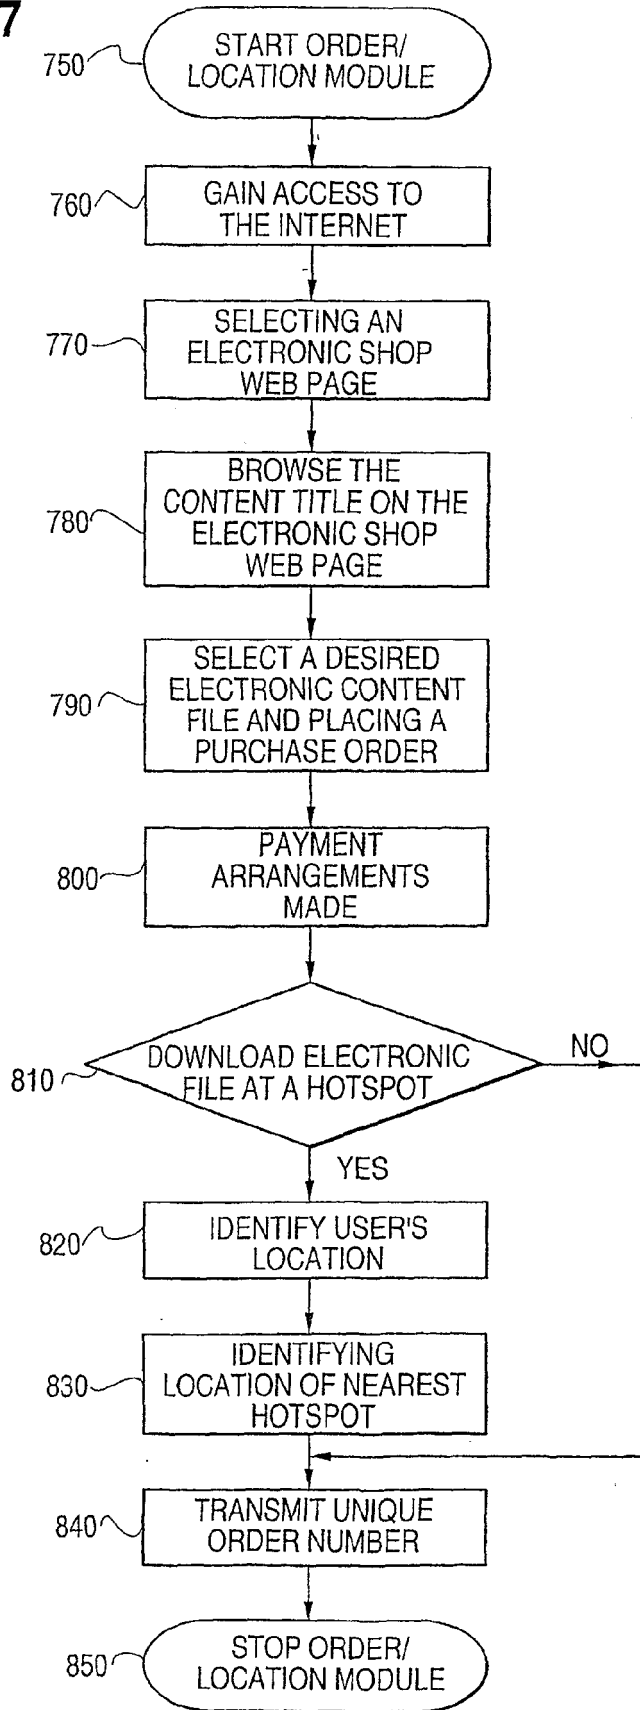 7
750
START ORDER/
LOCATION MODULE
760
GAIN ACCESS TO
THE INTERNET
770
SELECTING AN
ELECTRONIC SHOP
WEB PAGE
780
BROWSE THE
CONTENT TITLE ON THE
ELECTRONIC SHOP
WEB PAGE
790
SELECT A DESIRED
ELECTRONIC CONTENT
FILE AND PLACING A
PURCHASE ORDER
800
PAYMENT
ARRANGEMENTS
MADE
810
DOWNLOAD ELECTRONIC
FILE AT A HOTSPOT
NO
YES
820
IDENTIFY USER'S
LOCATION
830
IDENTIFYING
LOCATION OF NEAREST
HOTSPOT
840
TRANSMIT UNIQUE
ORDER NUMBER
850
STOP ORDER/
LOCATION MODULE